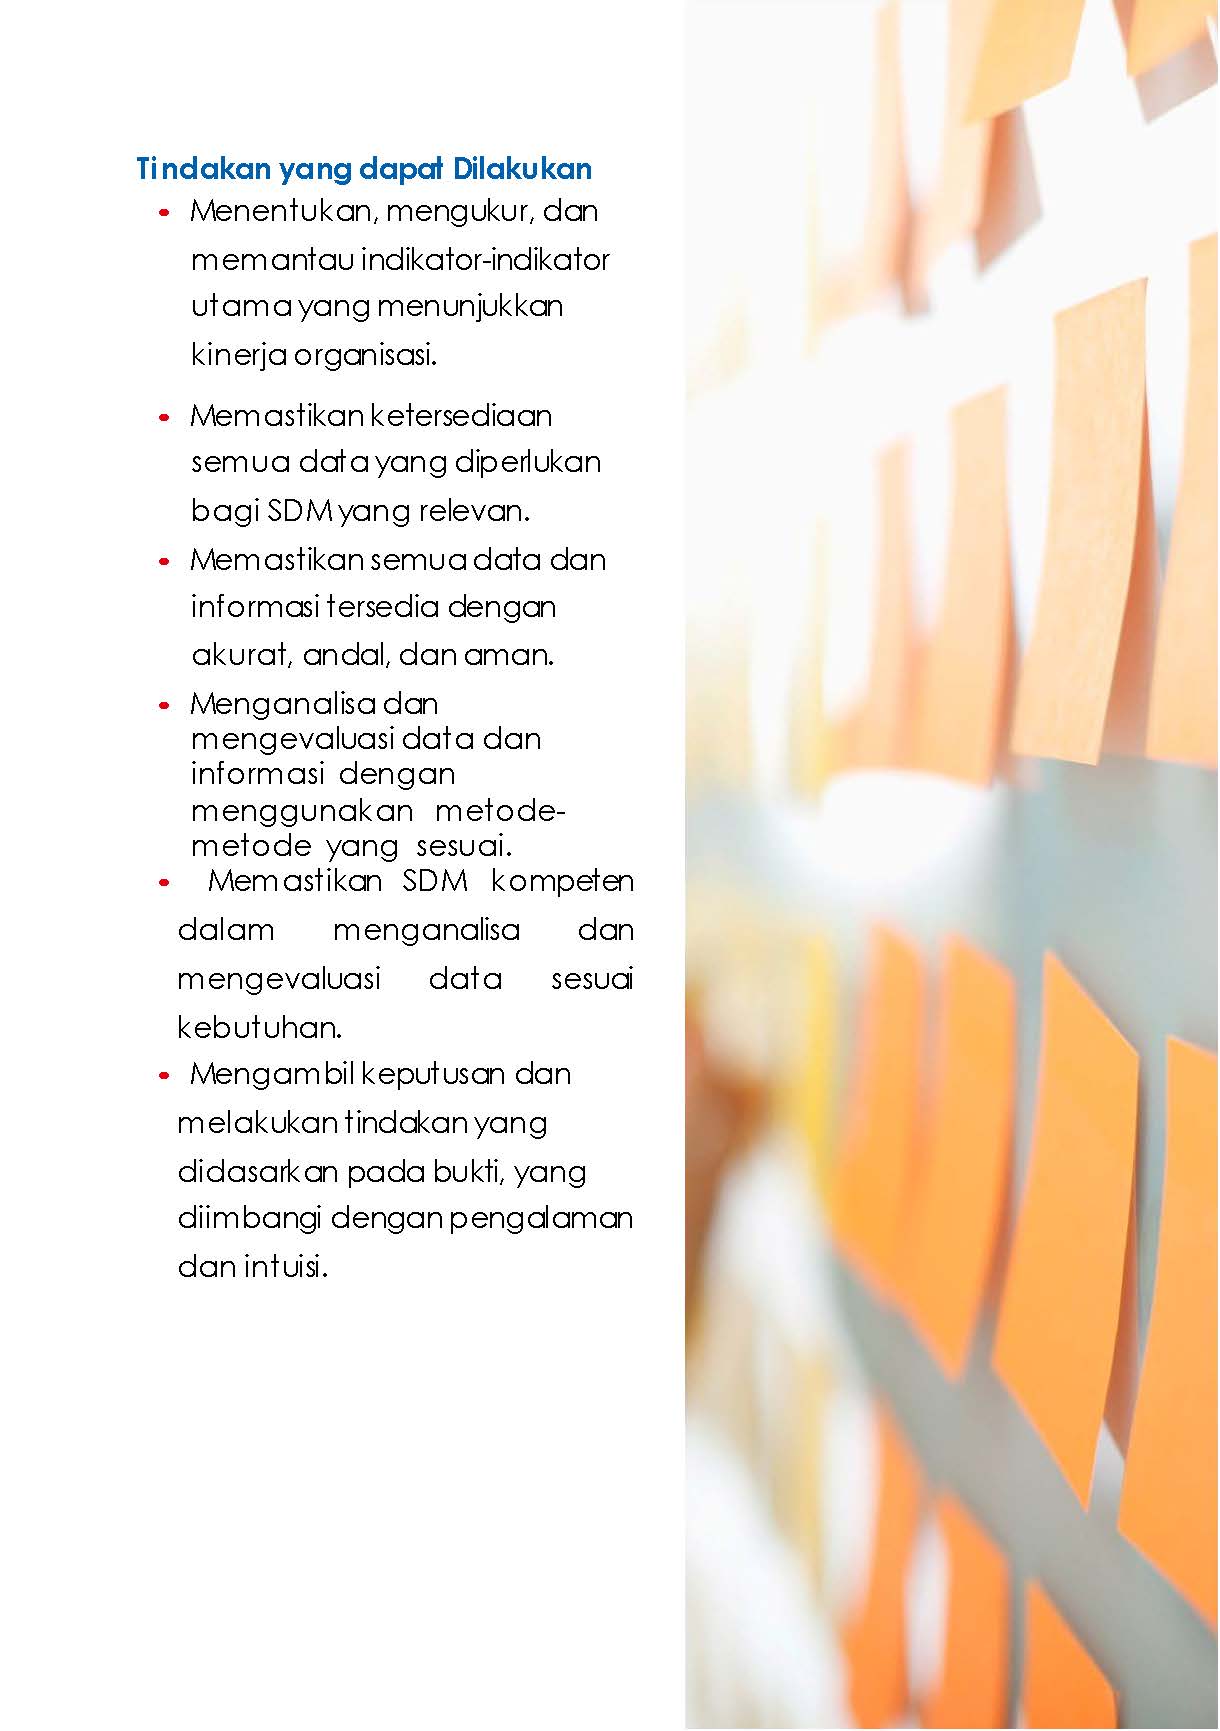 Tindakan yang dapat Dilakukan
• Menentukan, mengukur, dan
memantau indikator-indikator
utama yang menunjukkan
kinerja organisasi.
• Memastikan ketersediaan
semua data yang diperlukan
bagi SDM yang relevan.
• Memastikan semua data dan
informasi tersedia dengan
akurat, andal, dan aman.
• Menganalisa dan
mengevaluasi data dan
informasi dengan
menggunakan metode-
metode yang sesuai.
• Memastikan SDM kompeten
dalam menganalisa dan
mengevaluasi data sesuai
kebutuhan.
• Mengambil keputusan dan
melakukan tindakan yang
didasarkan pada bukti, yang
diimbangi dengan pengalaman
dan intuisi.